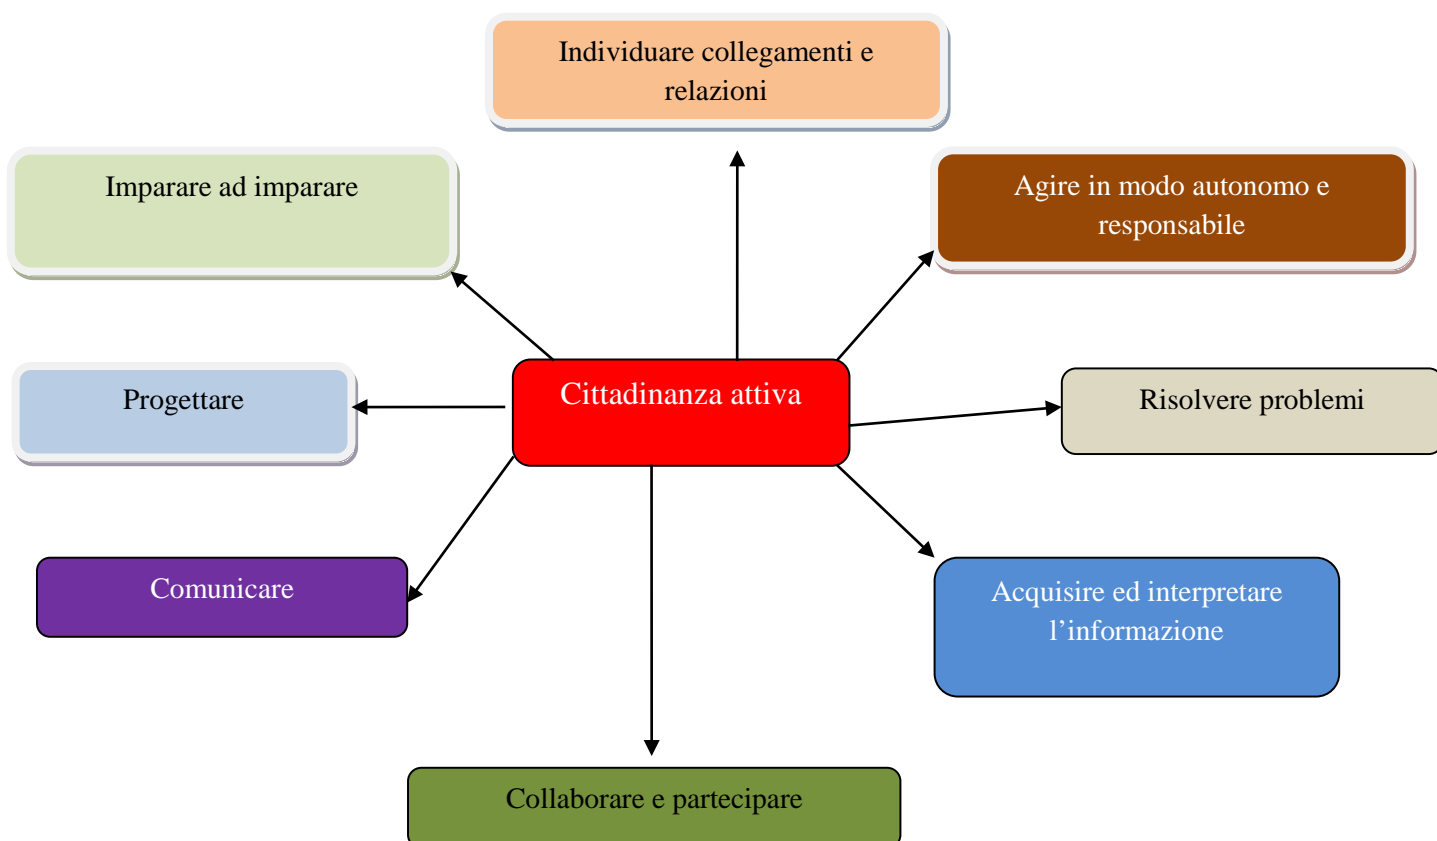 Individuare collegamenti e
relazioni
Imparare ad imparare
Agire in modo autonomo e
responsabile
Cittadinanza attiva
Progettare
Risolvere problemi
Comunicare
Acquisire ed interpretare
l’informazione
Collaborare e partecipare